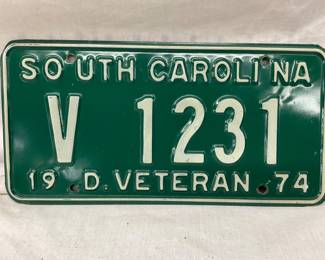 SOUTH CAROLINA
V 1231
19 D. VETERAN 74